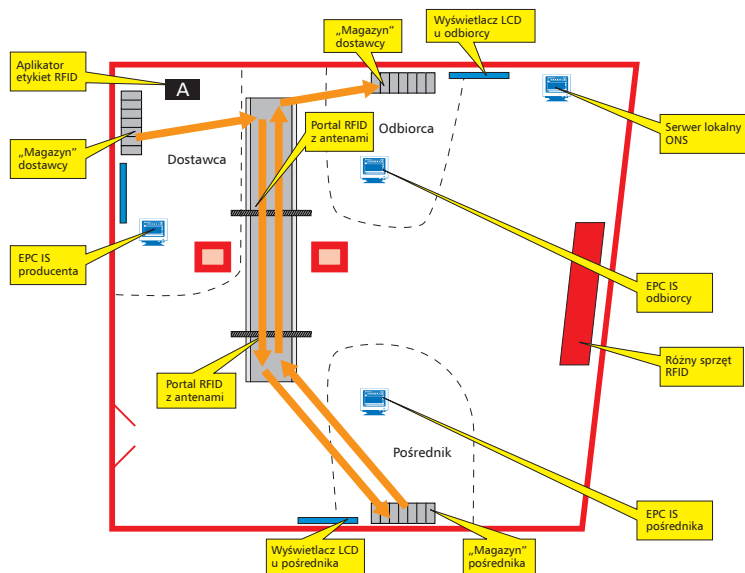 „Magazyn”
dostawcy
Wyświetlacz LCD
u odbiorcy
Aplikator
etykiet RFID
A
Serwer lokalny
ONS
Portal RFID
z antenami
Odbiorca
„Magazyn”
dostawcy
Dostawca
EPC IS
producenta
EPC IS
odbiorcy
Różny sprzęt
RFID
Portal RFID
z antenami
Pośrednik
EPC IS
pośrednika
Wyświetlacz LCD
u pośrednika
„Magazyn”
pośrednika